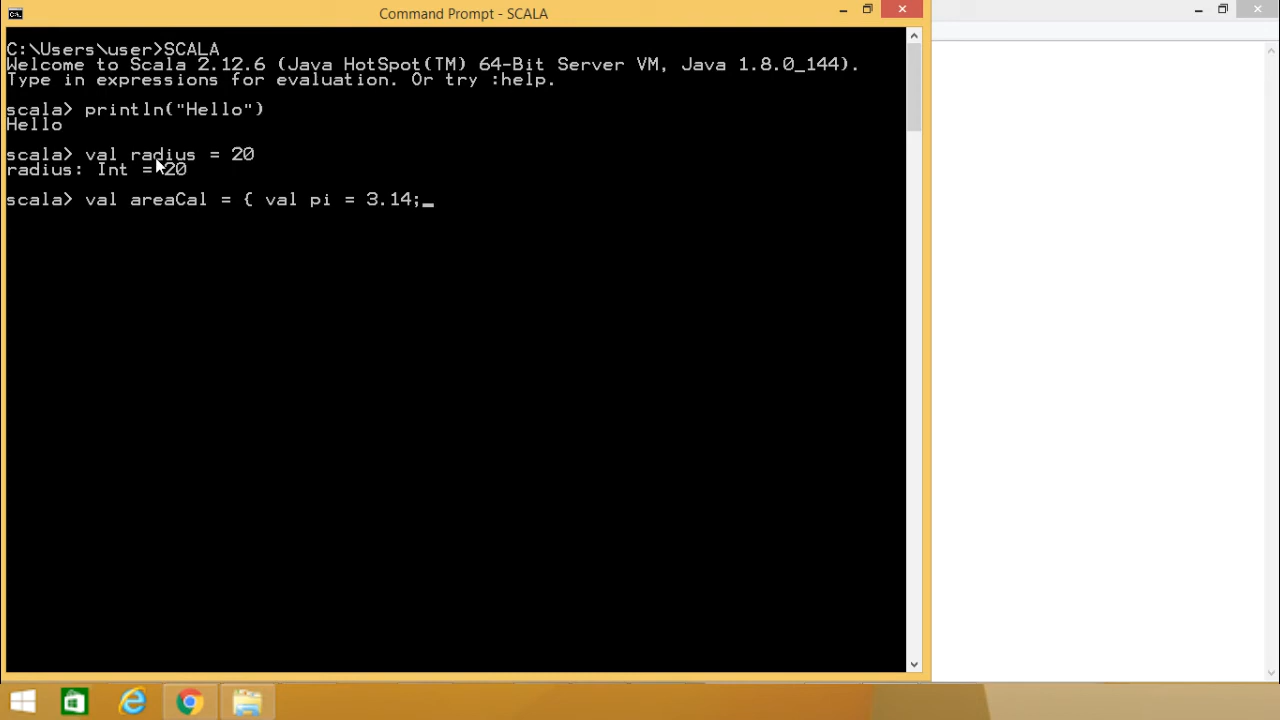 Command Prompt - SCALA
C:\Users\user>SCALA
Welcome to Scala 2.12.6 (Java HotSpot(TM) 64-Bit Server VM, Java 1.8.0_144).
Type in expressions for evaluation. Or try :help.
scala> println("Hello")
Hello
scala> val radius = 20
radius: Int = 20
scala> val areaCal = { val pi = 3.14;_